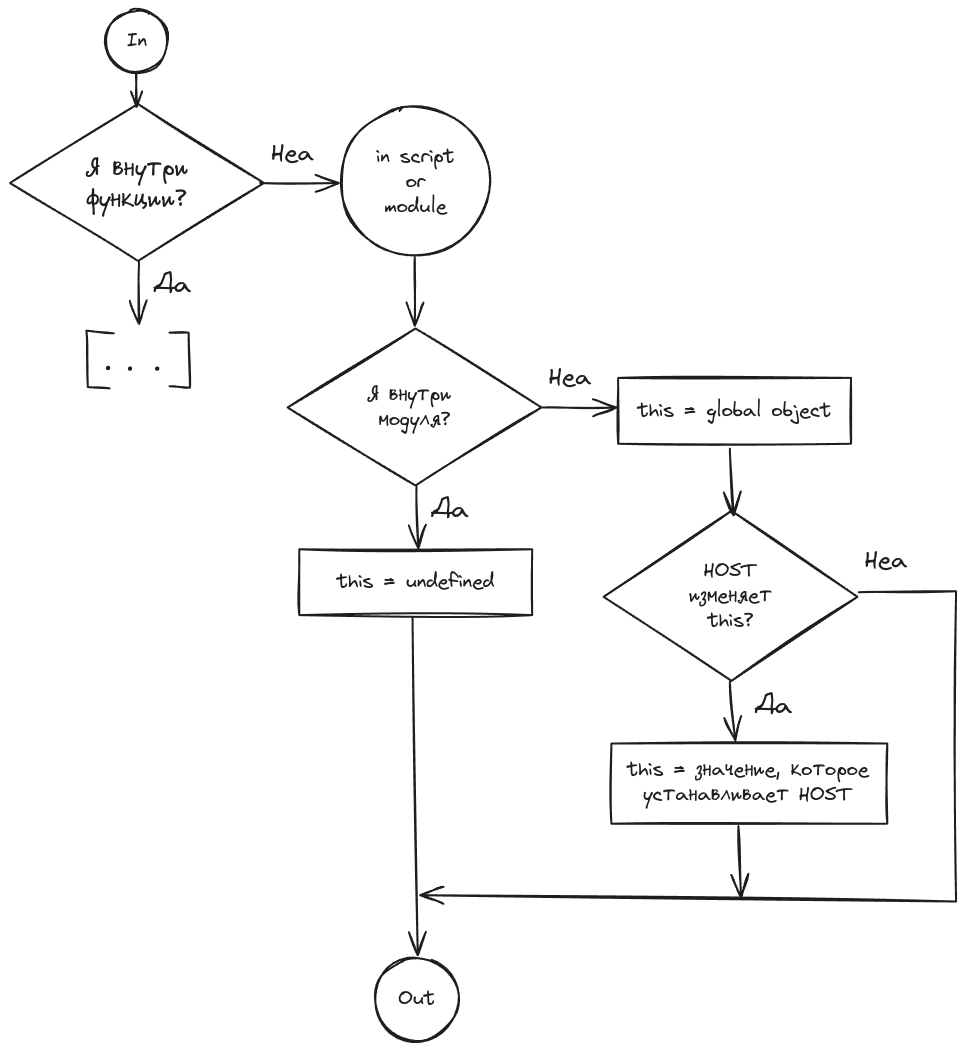 In
Я внутри
функции?
Неа
in script
or
module
Да
[...]
Я внутри
модуля?
Неа
this = global object
Да
this = undefined
HOST
изменяет
this?
Неа
Да
this = значение, которое
устанавливает HOST
Out